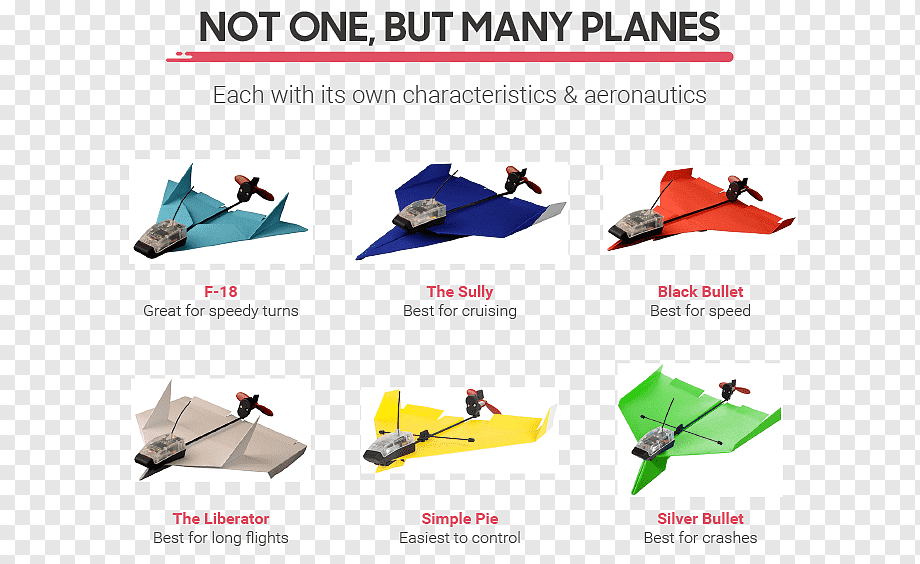 NOT ONE, BUT MANY PLANES
Each with its own characteristics & aeronautics
F-18
Great for speedy turns
The Sully
Best for cruising
Black Bullet
Best for speed
The Liberator
Best for long flights
Simple Pie
Easiest to control
Silver Bullet
Best for crashes